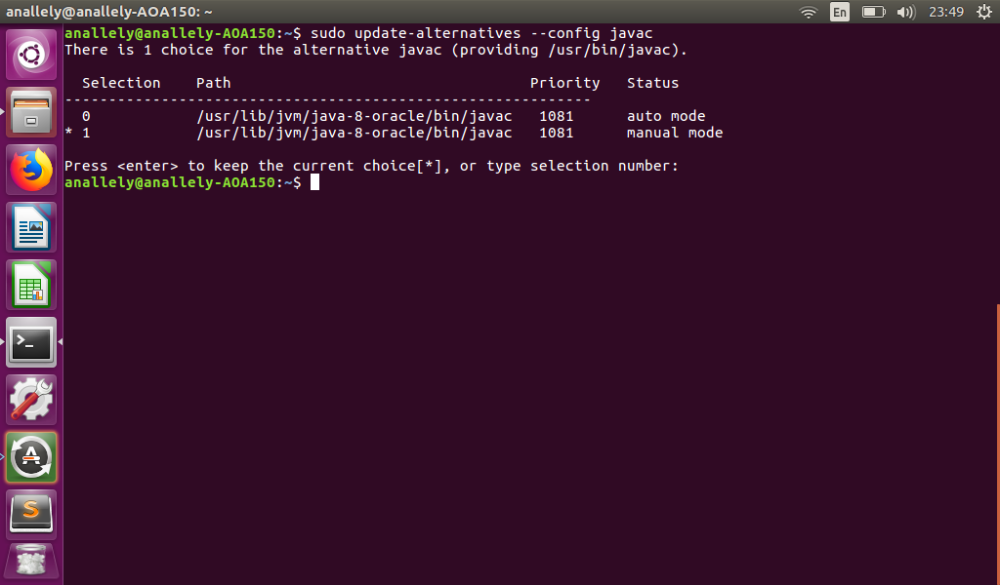 anallely@anallely-AOA150: ~
En
23:49
anallely@anallely-AOA150:~$ sudo update-alternatives --config javac
There is 1 choice for the alternative javac (providing /usr/bin/javac).
  Selection    Path                                  Priority   Status
------------------------------------------------------------
  0            /usr/lib/jvm/java-8-oracle/bin/javac   1081      auto mode
* 1            /usr/lib/jvm/java-8-oracle/bin/javac   1081      manual mode
Press <enter> to keep the current choice[*], or type selection number:
anallely@anallely-AOA150:~$